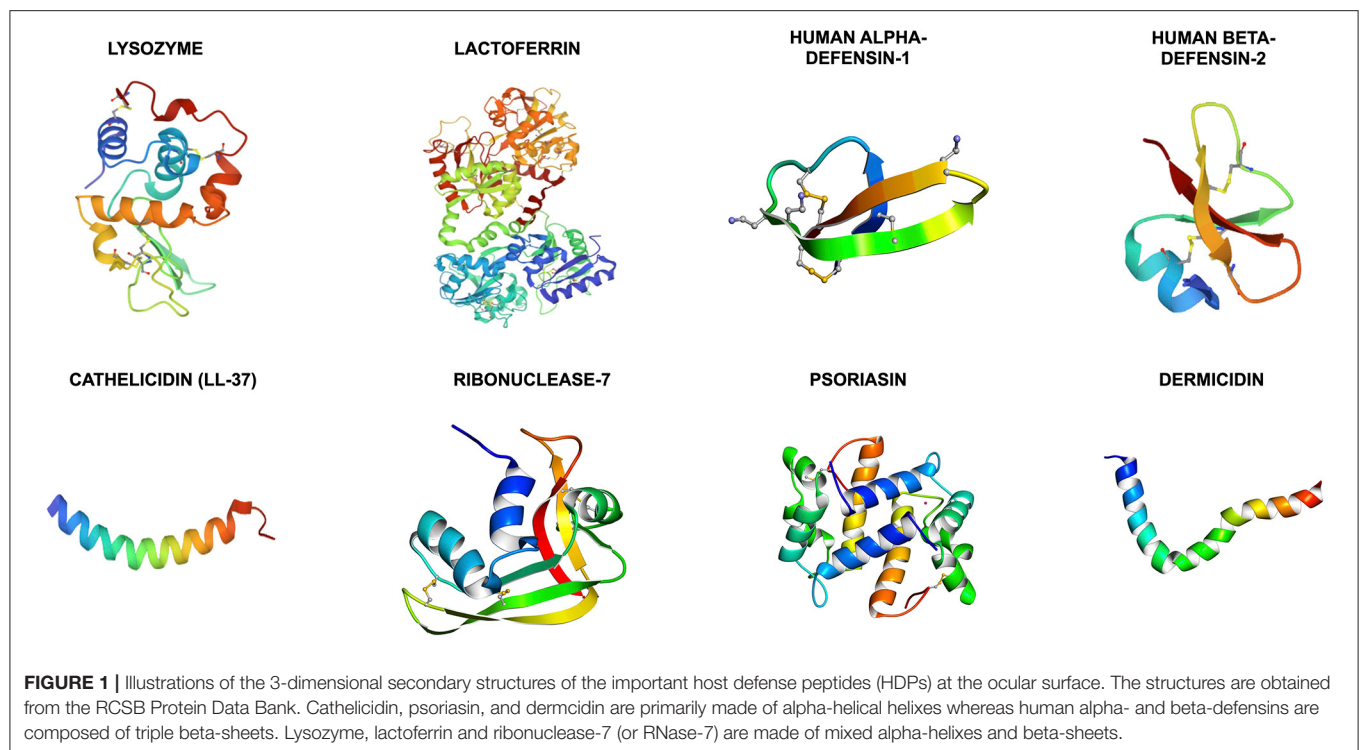 LYSOZYME
LACTOFERRIN
HUMAN ALPHA-
DEFENSIN-1
HUMAN BETA-
DEFENSIN-2
CATHELICIDIN (LL-37)
RIBONUCLEASE-7
PSORIASIN
DERMICIDIN
FIGURE 1 | Illustrations of the 3-dimensional secondary structures of the important host defense peptides (HDPs) at the ocular surface. The structures are obtained
from the RCSB Protein Data Bank. Cathelicidin, psoriasin, and dermcidin are primarily made of alpha-helical helixes whereas human alpha- and beta-defensins are
composed of triple beta-sheets. Lysozyme, lactoferrin and ribonuclease-7 (or RNase-7) are made of mixed alpha-helixes and beta-sheets.